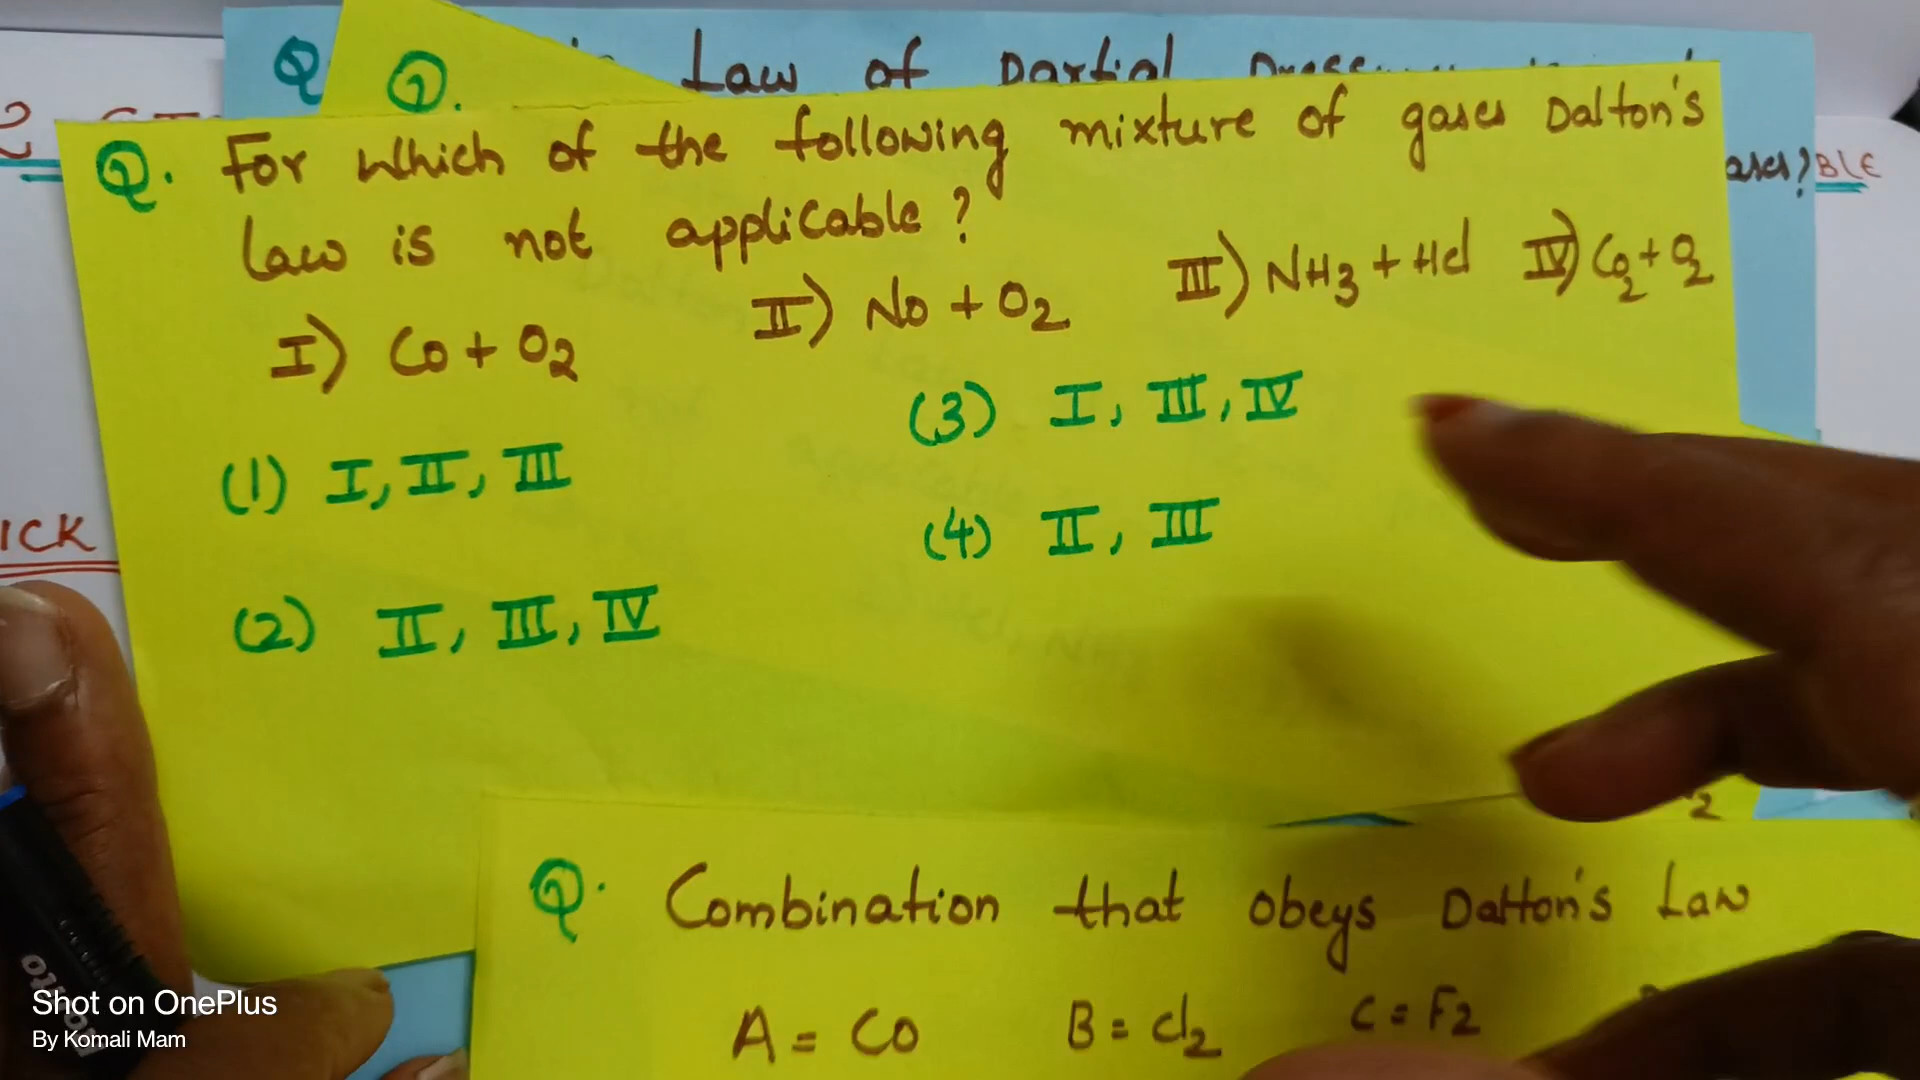 Q. Law of Partial
Q.
Q. For which of the following mixture of gases Dalton's
law is not applicable?
ases? BLE
I) Co + O2 II) No + O2 III) NH3 + Hcl IV) CO2 + O2
(1) I, II, III (3) I, III, IV
(2) II, III, IV (4) II, III
ICK
Q. Combination that obeys Dalton's Law
A = CO B = Cl2 C = F2
Shot on OnePlus
By Komali Mam